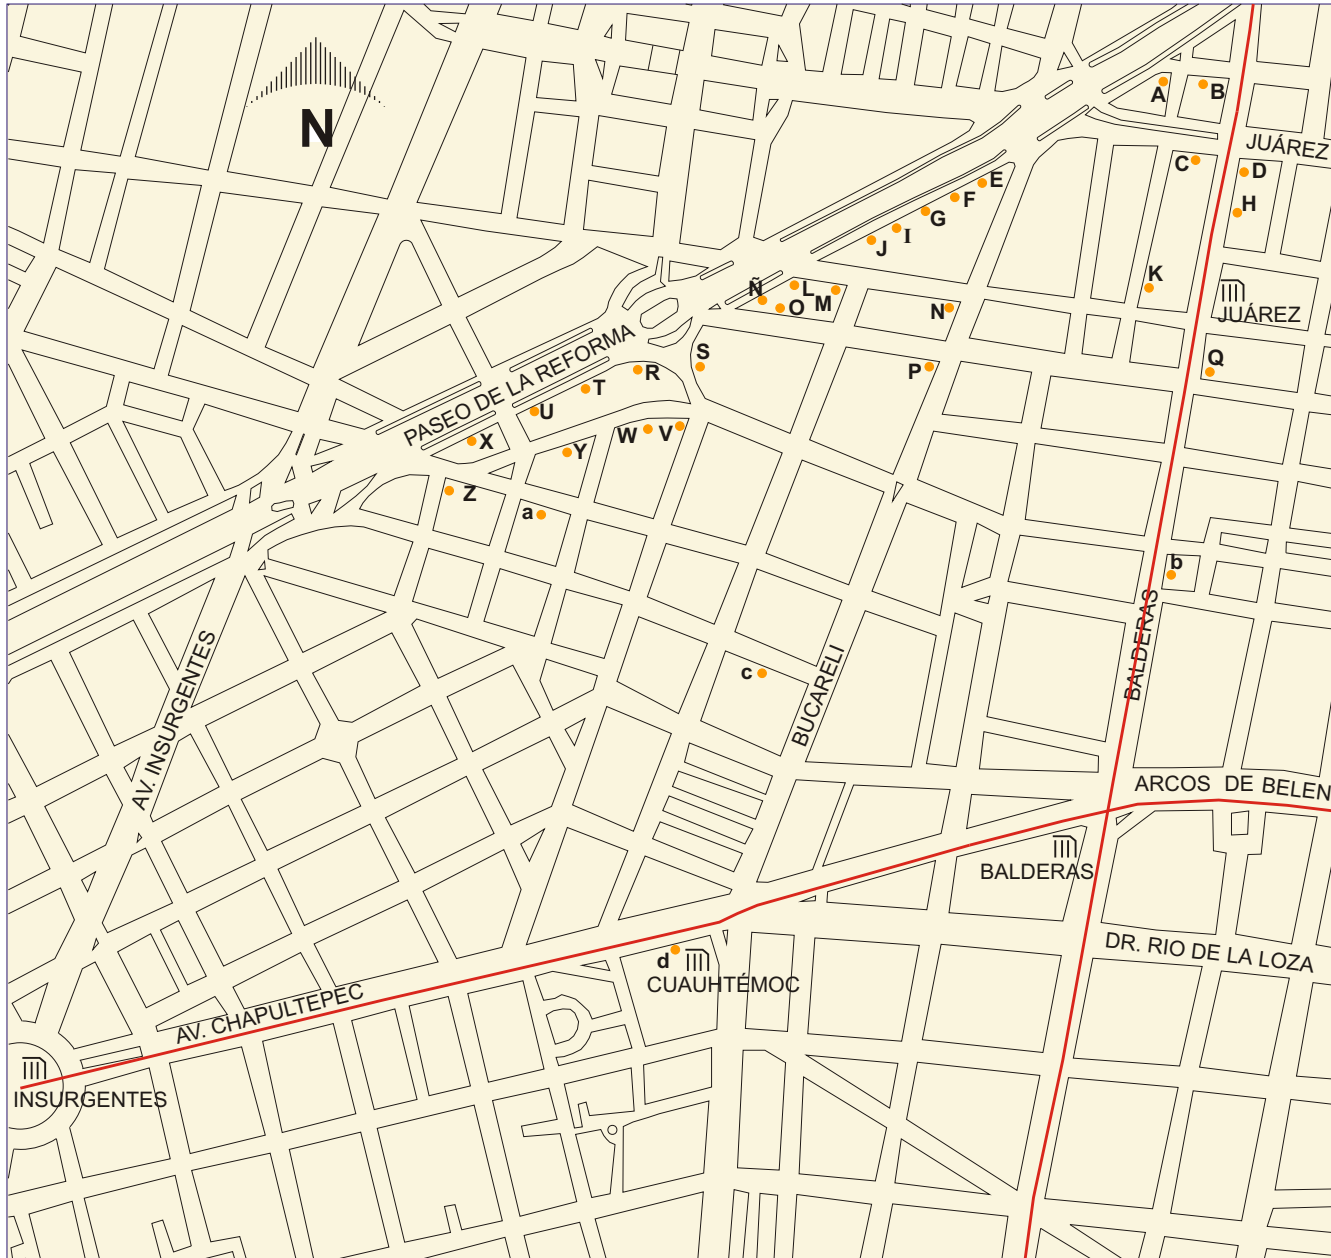 A
B
N
JUÁREZ
C
D
E
F
H
G
I
J
K
Ñ
L
M
O
N
JUÁREZ
PASEO DE LA REFORMA
S
Q
R
P
T
U
W
V
X
Y
Z
a
b
BALDERAS
AV. INSURGENTES
BUCARELI
c
ARCOS DE BELEN
BALDERAS
DR. RIO DE LA LOZA
d
CUAUHTÉMOC
AV. CHAPULTEPEC
INSURGENTES